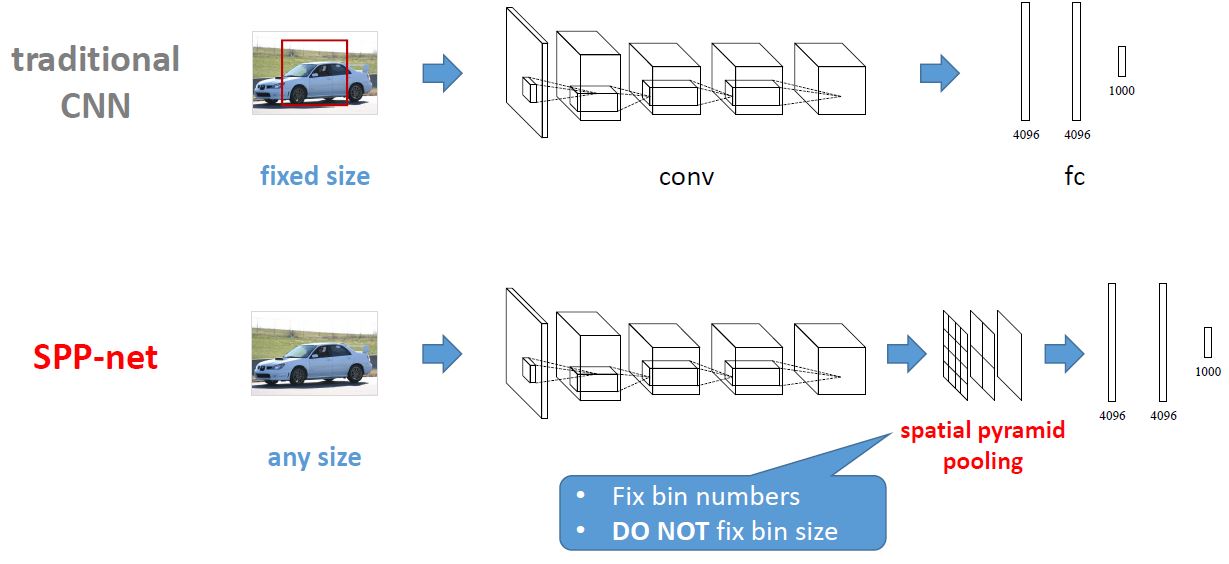 traditional
CNN
fixed size
conv
4096
4096
1000
fc
SPP-net
any size
4096
4096
1000
spatial pyramid
pooling
• Fix bin numbers
• DO NOT fix bin size